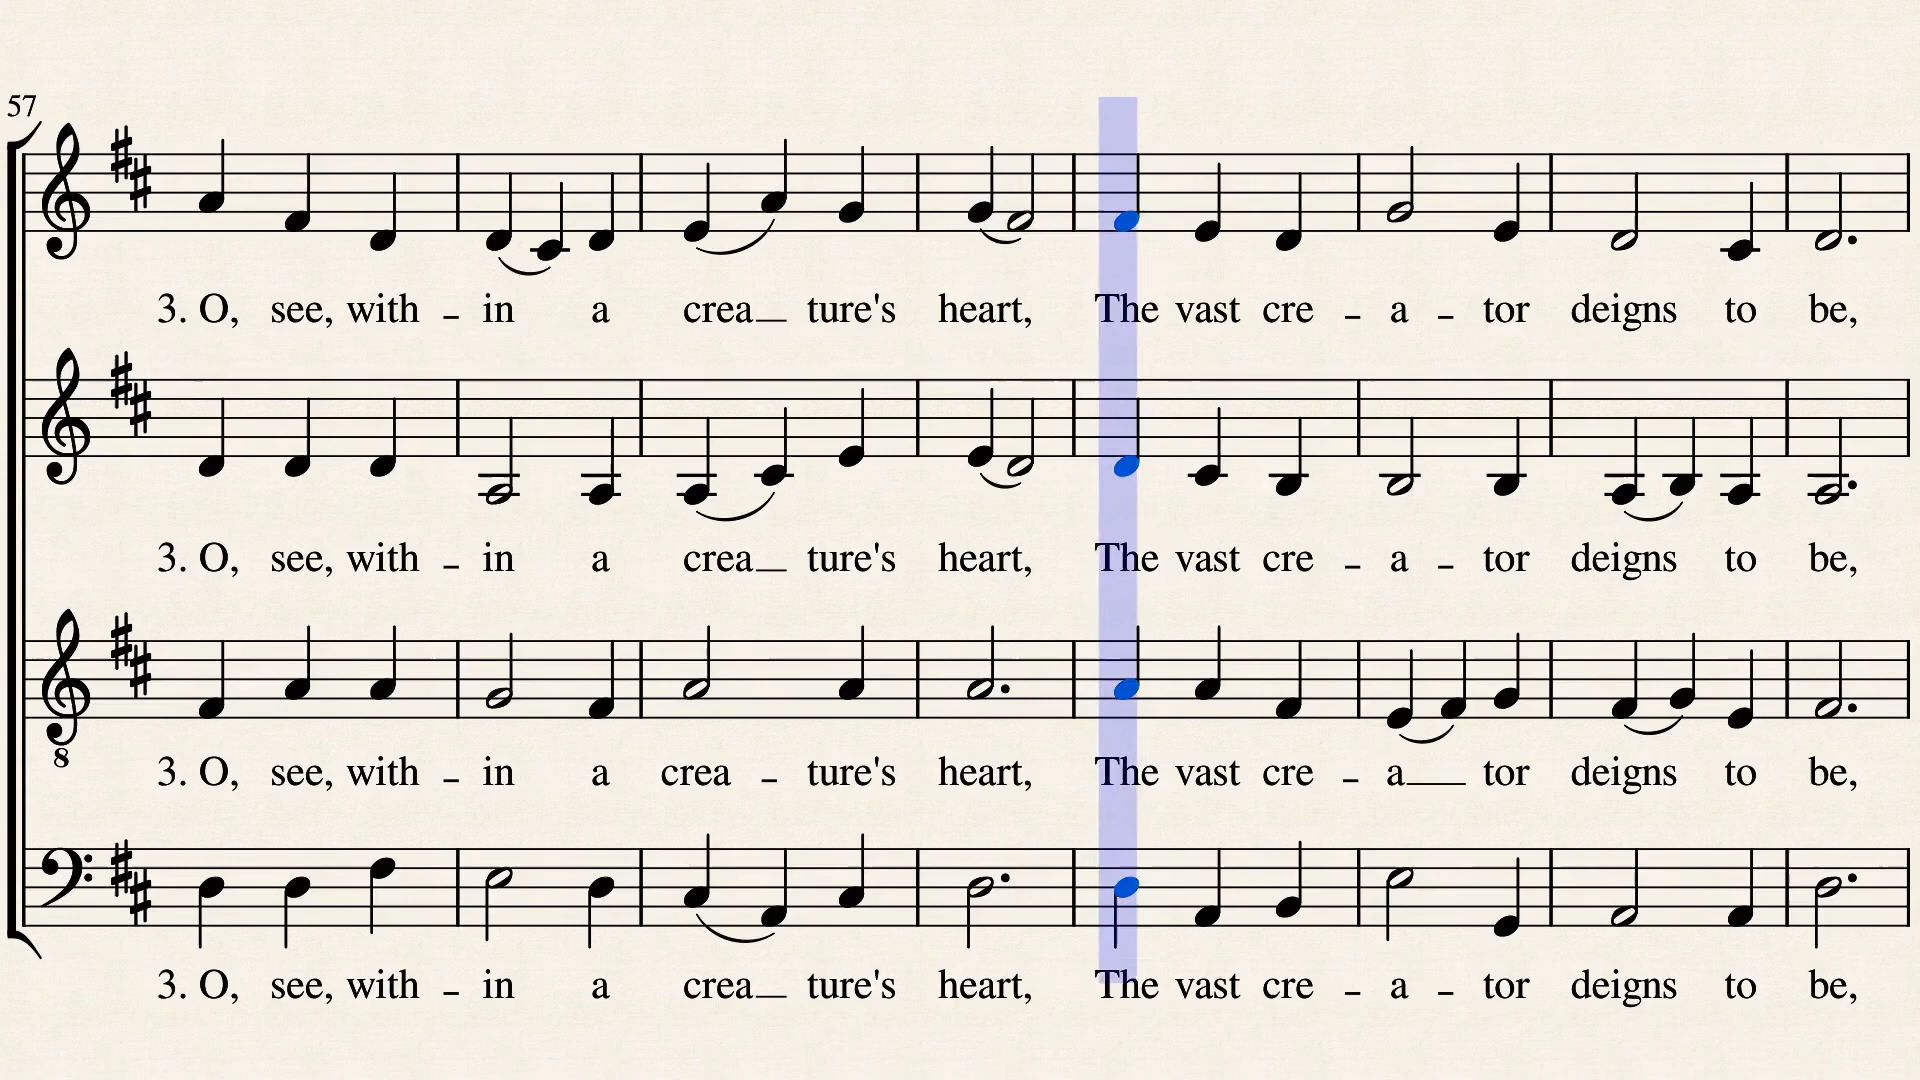 57
3. O, see, with - in a crea_ ture's heart, The vast cre - a - tor deigns to be,
3. O, see, with - in a crea_ ture's heart, The vast cre - a - tor deigns to be,
8
3. O, see, with - in a crea - ture's heart, The vast cre - a_ tor deigns to be,
3. O, see, with - in a crea_ ture's heart, The vast cre - a - tor deigns to be,